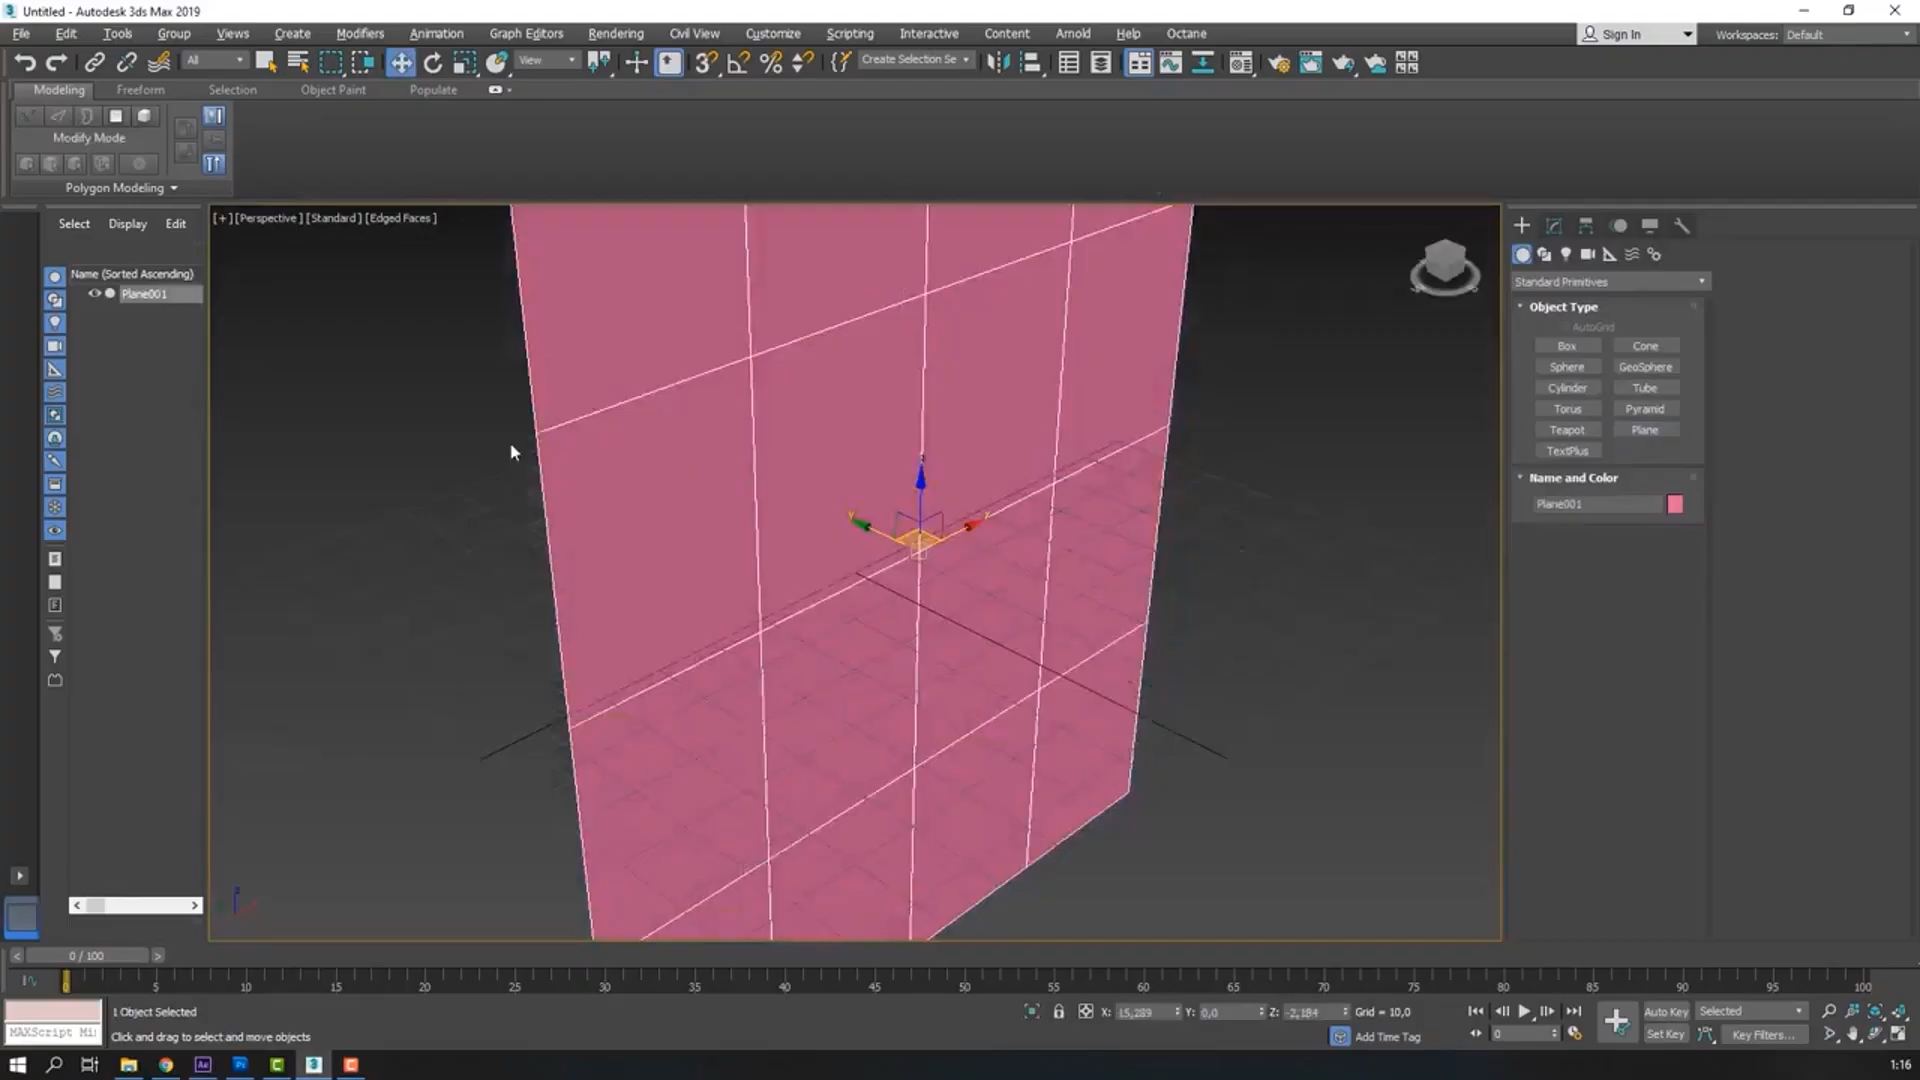 Untitled - Autodesk 3ds Max 2019
File Edit Tools Group Views Create Modifiers Animation Graph Editors Rendering Civil View Customize Scripting Interactive Content Arnold Help Octane
Sign In
Workspaces: Default
All
View
Create Selection Se
Modeling Freeform Selection Object Paint Populate
Modify Mode
Polygon Modeling
Select Display Edit
[+] [Perspective ] [Standard ] [Edged Faces ]
Name (Sorted Ascending)
Plane001
Standard Primitives
Object Type
AutoGrid
Box Cone
Sphere GeoSphere
Cylinder Tube
Torus Pyramid
Teapot Plane
TextPlus
Name and Color
Plane001
0 / 100
0 5 10 15 20 25 30 35 40 45 50 55 60 65 70 75 80 85 90 95 100
1 Object Selected
X: 15,289 Y: 0,0 Z: -2,184 Grid = 10,0
Auto Key Selected
MAXScript Mi
Click and drag to select and move objects
Add Time Tag
0
Set Key Key Filters...
1:16